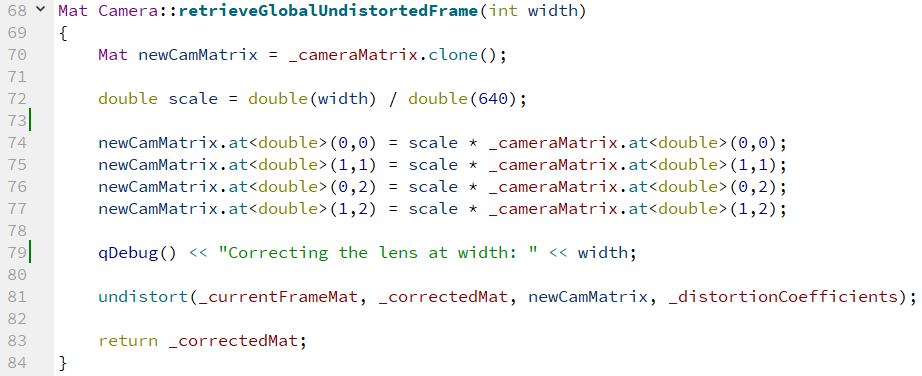 68 Mat Camera::retrieveGlobalUndistortedFrame(int width)
69 {
70     Mat newCamMatrix = _cameraMatrix.clone();
71
72     double scale = double(width) / double(640);
73
74     newCamMatrix.at<double>(0,0) = scale * _cameraMatrix.at<double>(0,0);
75     newCamMatrix.at<double>(1,1) = scale * _cameraMatrix.at<double>(1,1);
76     newCamMatrix.at<double>(0,2) = scale * _cameraMatrix.at<double>(0,2);
77     newCamMatrix.at<double>(1,2) = scale * _cameraMatrix.at<double>(1,2);
78
79     qDebug() << "Correcting the lens at width: " << width;
80
81     undistort(_currentFrameMat, _correctedMat, newCamMatrix, _distortionCoefficients);
82
83     return _correctedMat;
84 }